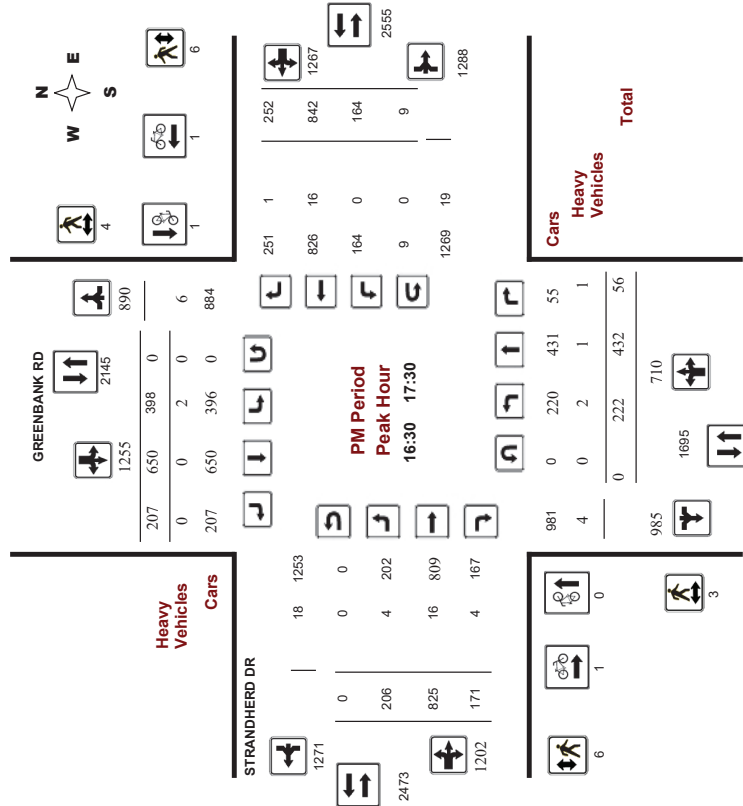 GREENBANK RD
N
W E
S
4 6
1 1
1255 2145 890
207 650 398 0
0 0 2 0 6
207 650 396 0 884
Heavy
Vehicles
Cars
STRANDHERD DR
1271 18 1253
0 0 0
206 4 202
825 16 809
171 4 167
2473
1202
PM Period
Peak Hour
16:30 17:30
251 1 252
826 16 842
164 0 164
9 0 9
1269 19
1267
2555
1288
981 0 220 431 55 Cars
4 0 2 1 1 Heavy
Vehicles
0 222 432 56 Total
985 1695 710
6 1 0
3